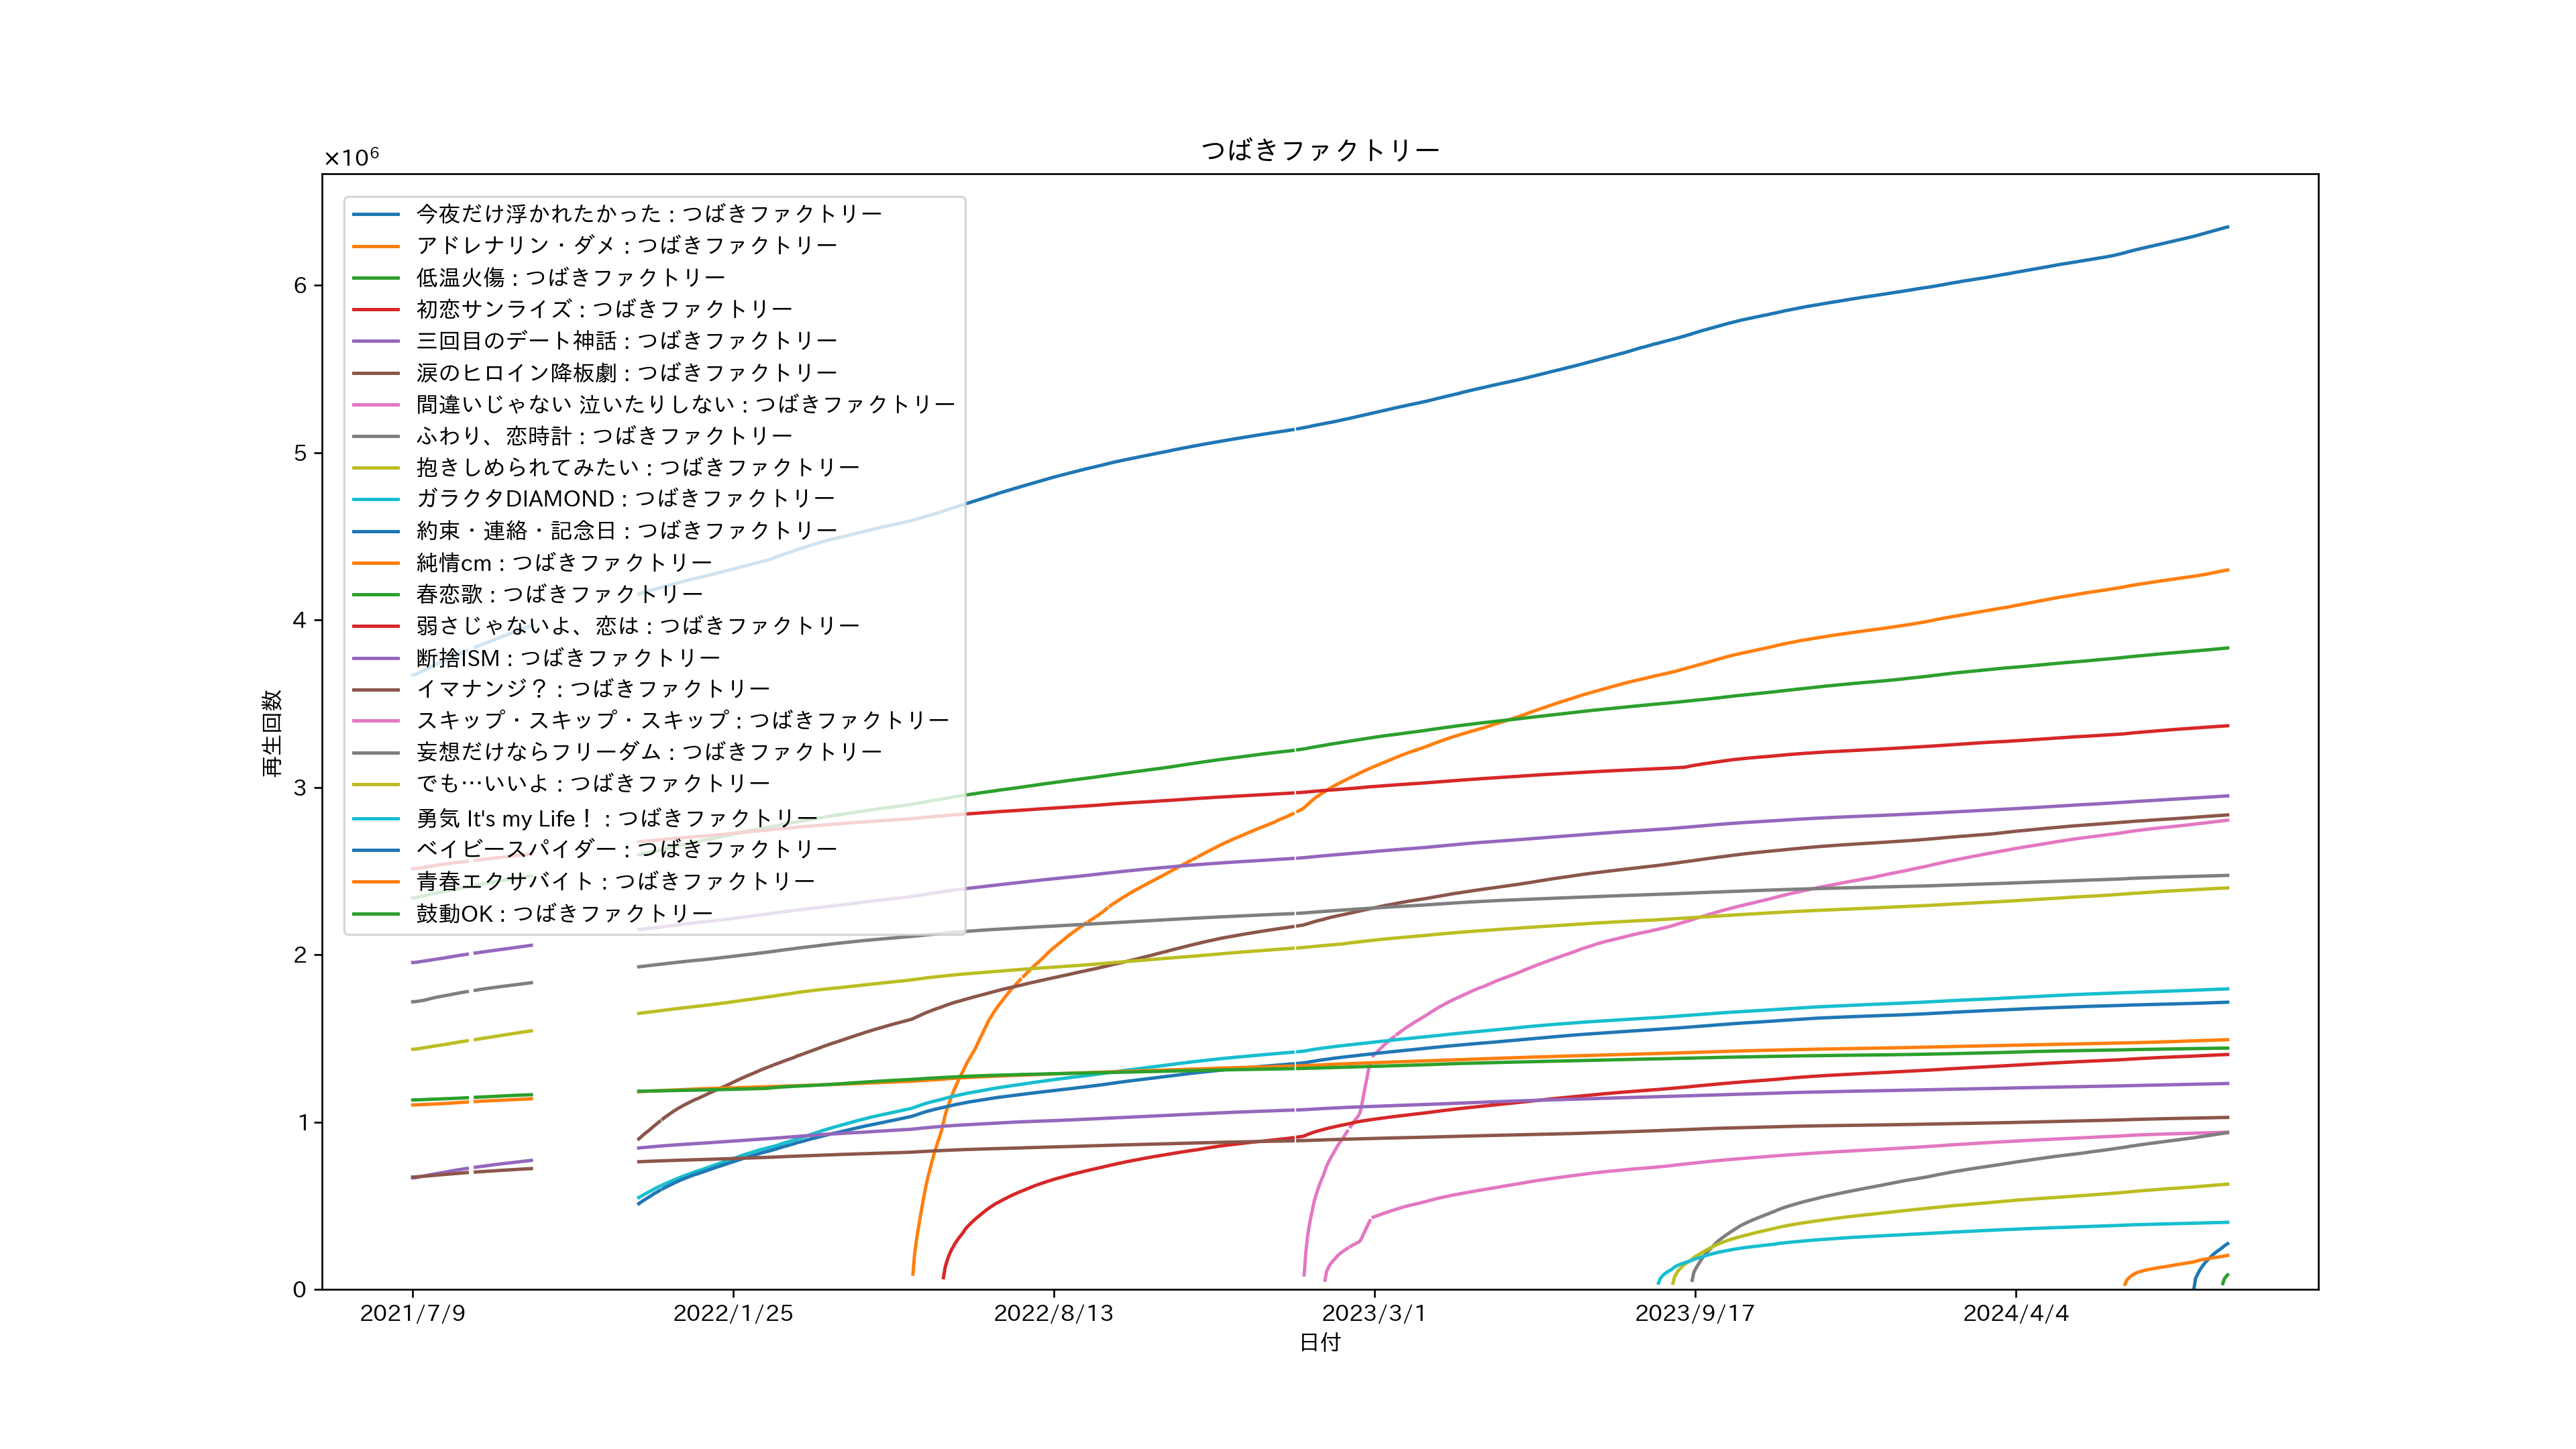 つばきファクトリー
×10⁶
今夜だけ浮かれたかった : つばきファクトリー
アドレナリン・ダメ : つばきファクトリー
低温火傷 : つばきファクトリー
初恋サンライズ : つばきファクトリー
三回目のデート神話 : つばきファクトリー
涙のヒロイン降板劇 : つばきファクトリー
間違いじゃない 泣いたりしない : つばきファクトリー
ふわり、恋時計 : つばきファクトリー
抱きしめられてみたい : つばきファクトリー
ガラクタDIAMOND : つばきファクトリー
約束・連絡・記念日 : つばきファクトリー
純情cm : つばきファクトリー
春恋歌 : つばきファクトリー
弱さじゃないよ、恋は : つばきファクトリー
断捨ISM : つばきファクトリー
イマナンジ？ : つばきファクトリー
スキップ・スキップ・スキップ : つばきファクトリー
妄想だけならフリーダム : つばきファクトリー
でも…いいよ : つばきファクトリー
勇気 It's my Life！ : つばきファクトリー
ベイビースパイダー : つばきファクトリー
青春エクサバイト : つばきファクトリー
鼓動OK : つばきファクトリー
6
5
4
3
2
1
0
再生回数
2021/7/9
2022/1/25
2022/8/13
2023/3/1
2023/9/17
2024/4/4
日付